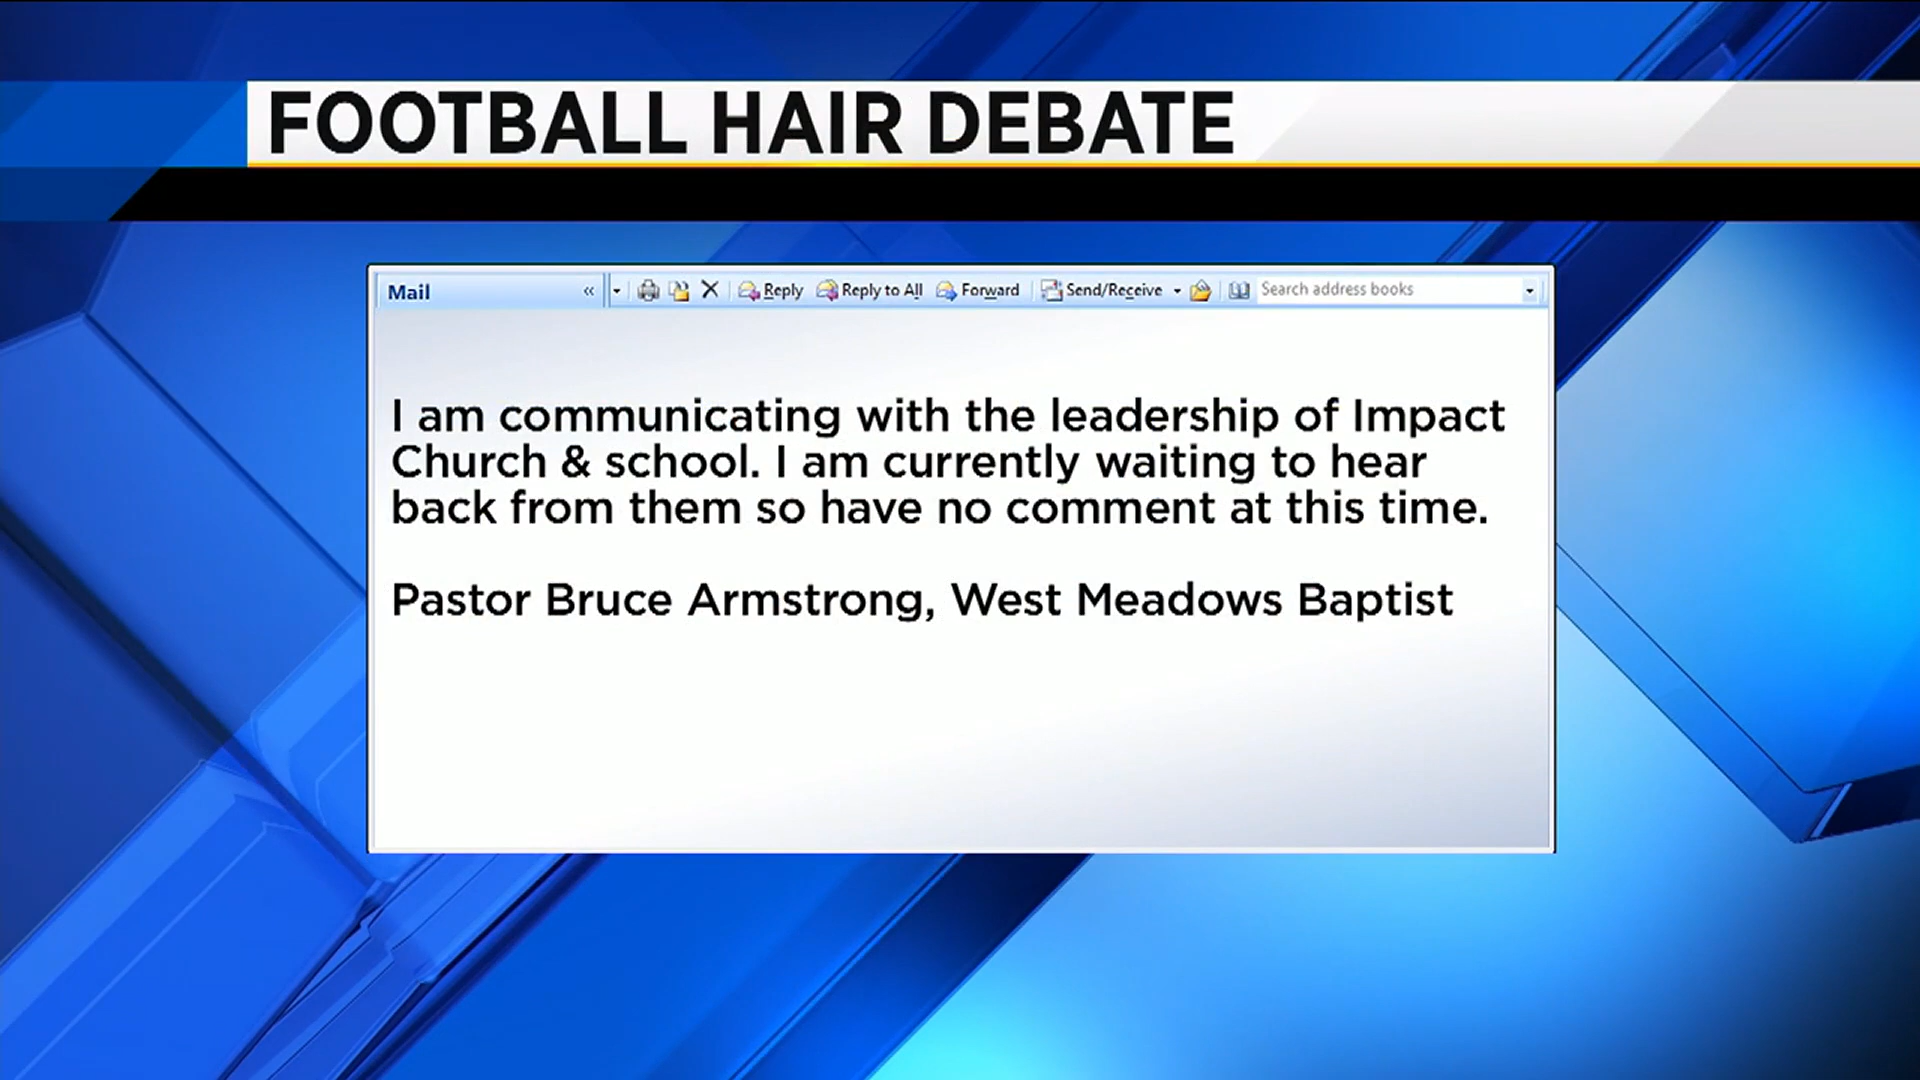 FOOTBALL HAIR DEBATE
Mail « Reply Reply to All Forward Send/Receive Search address books
I am communicating with the leadership of Impact
Church & school. I am currently waiting to hear
back from them so have no comment at this time.
Pastor Bruce Armstrong, West Meadows Baptist